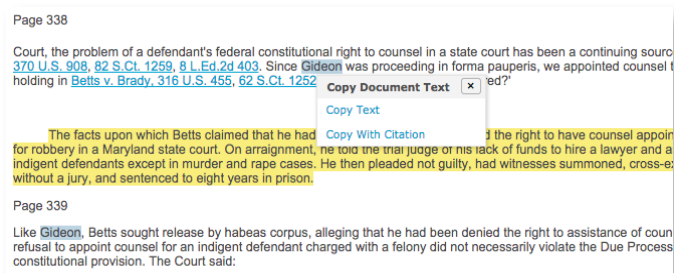 Page 338
Court, the problem of a defendant's federal constitutional right to counsel in a state court has been a continuing sourc
370 U.S. 908, 82 S.Ct. 1259, 8 L.Ed.2d 403. Since Gideon was proceeding in forma pauperis, we appointed counsel t
holding in Betts v. Brady, 316 U.S. 455, 62 S.Ct. 1252 red?'
Copy Document Text x
Copy Text
Copy With Citation
The facts upon which Betts claimed that he had d the right to have counsel appoin
for robbery in a Maryland state court. On arraignment, he told the trial judge of his lack of funds to hire a lawyer and a
indigent defendants except in murder and rape cases. He then pleaded not guilty, had witnesses summoned, cross-ex
without a jury, and sentenced to eight years in prison.
Page 339
Like Gideon, Betts sought release by habeas corpus, alleging that he had been denied the right to assistance of coun
refusal to appoint counsel for an indigent defendant charged with a felony did not necessarily violate the Due Process
constitutional provision. The Court said: